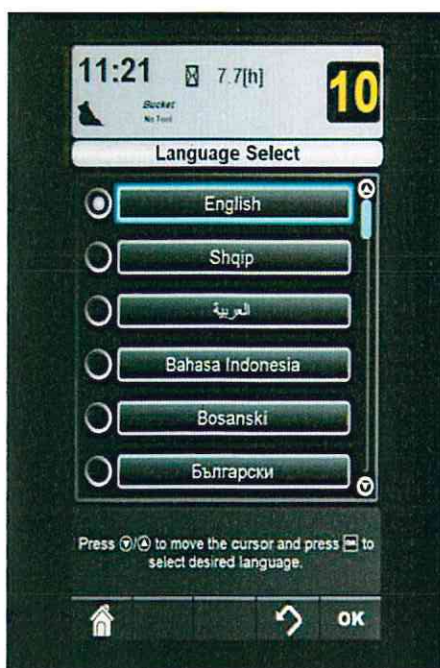 11:21 7.7[h] 10
Bucket
No Tool
Language Select
English
Shqip
العربية
Bahasa Indonesia
Bosanski
Български
Press / to move the cursor and press to
select desired language.
OK